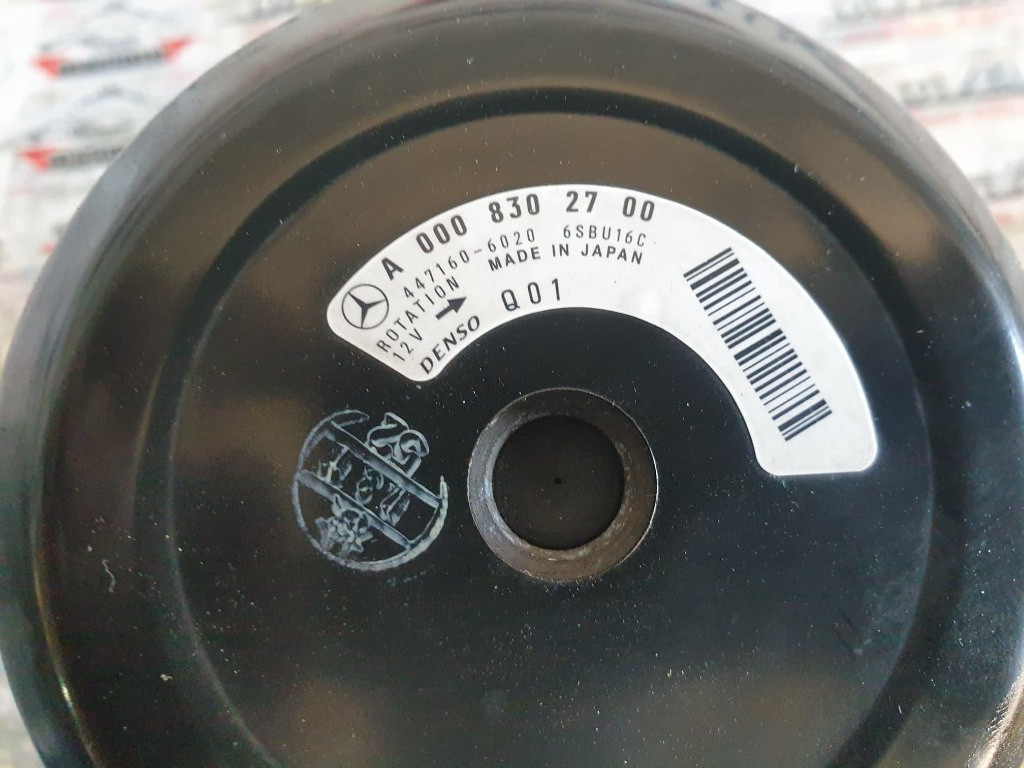 A 000 830 27 00
447160-6020 6SBU16C
ROTATION MADE IN JAPAN
12V Q01
DENSO